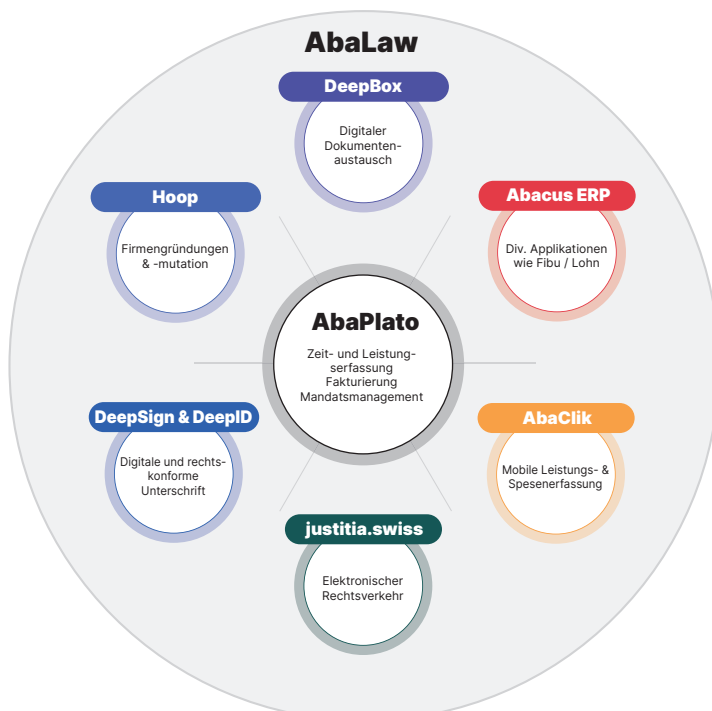 AbaLaw
DeepBox
Digitaler
Dokumenten-
austausch
Hoop
Firmengründungen
& -mutation
Abacus ERP
Div. Applikationen
wie Fibu / Lohn
AbaPlato
Zeit- und Leistung-
serfassung
Fakturierung
Mandatsmanagement
DeepSign & DeepID
Digitale und rechts-
konforme
Unterschrift
AbaClik
Mobile Leistungs- &
Spesenerfassung
justitia.swiss
Elektronischer
Rechtsverkehr